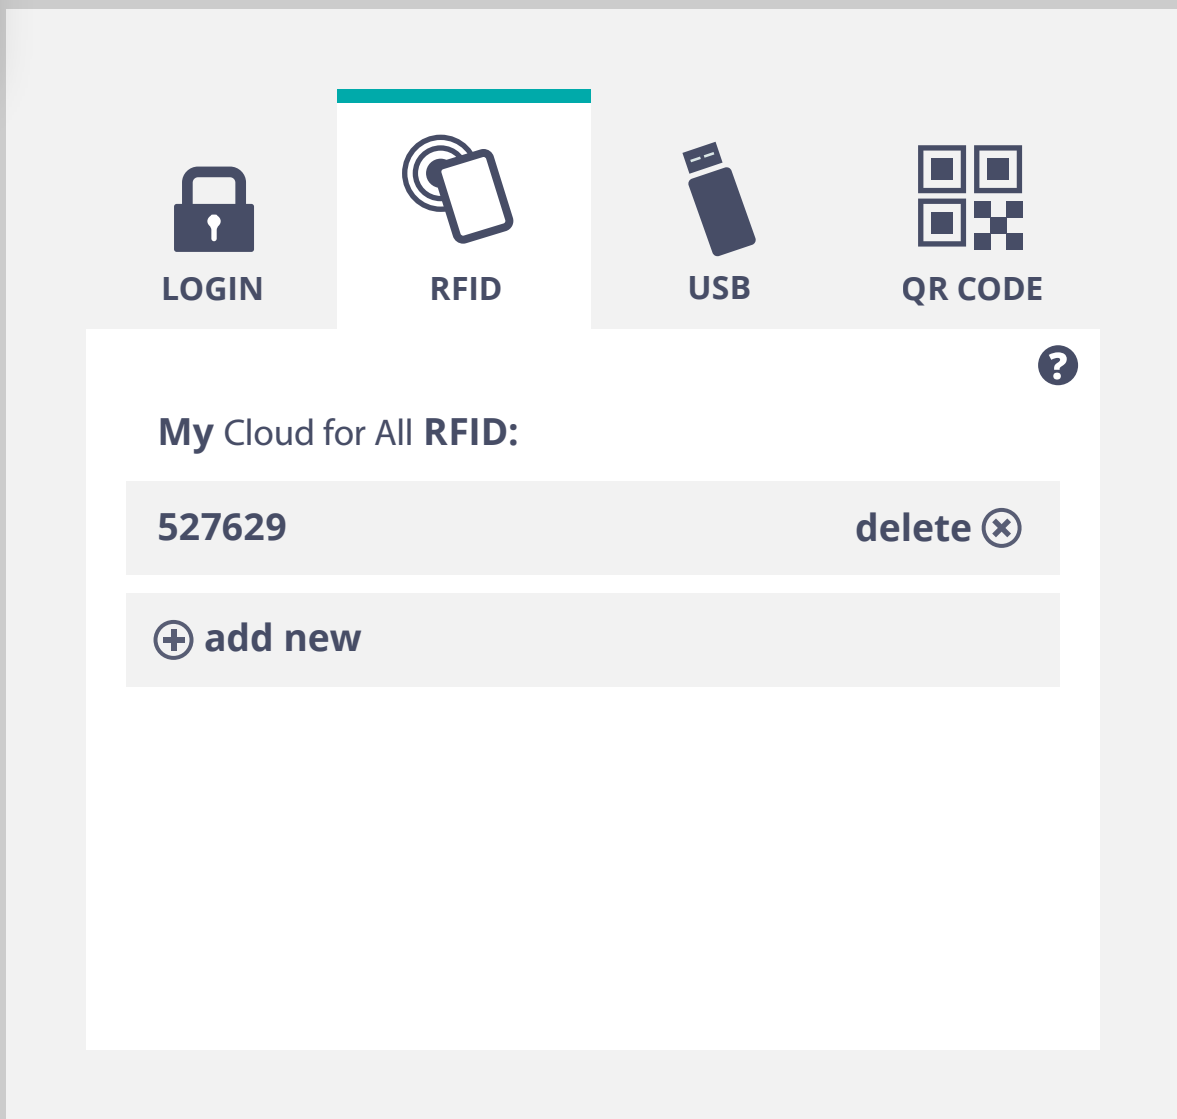 LOGIN
RFID
USB
QR CODE
?
My Cloud for All RFID:
527629
delete
add new